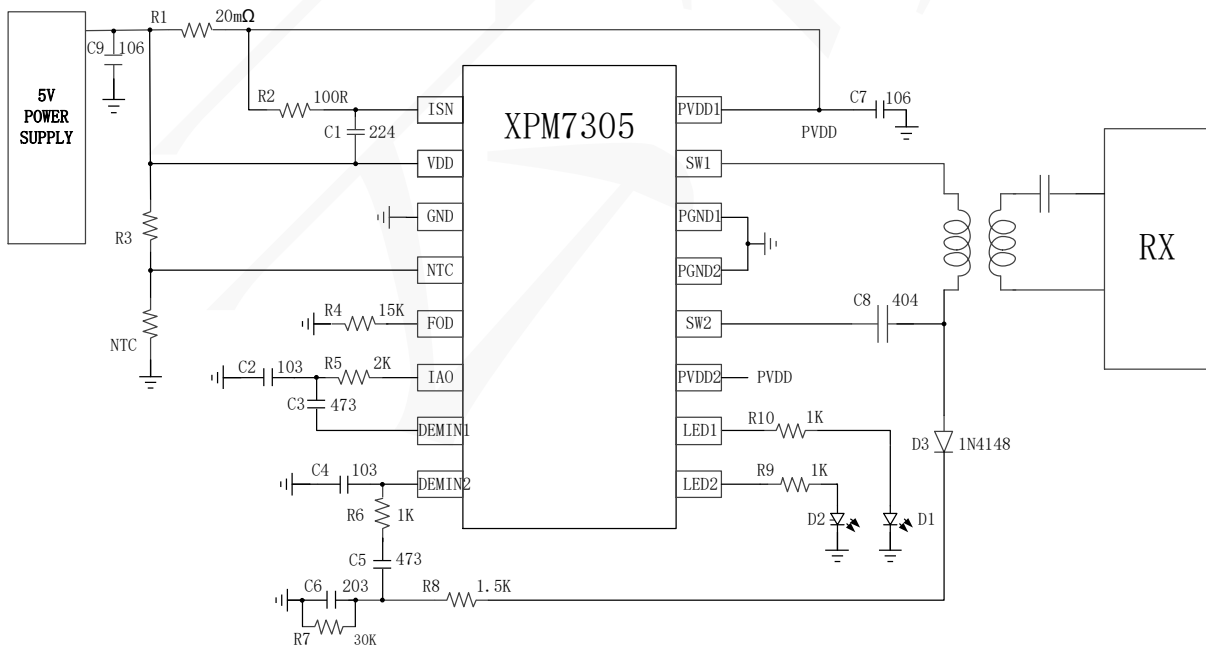 R1 20mΩ
C9 106
5V
POWER
SUPPLY
R2 100R
C1 224
R3
NTC
XPM7305
ISN
VDD
GND
NTC
FOD
IAO
DEMIN1
DEMIN2
PVDD1
SW1
PGND1
PGND2
SW2
PVDD2
LED1
LED2
R4 15K
C2 103 R5 2K
C3 473
C4 103
R6 1K
C5 473
C6 203
R7 30K
R8 1.5K
C7 106
PVDD
C8 404
PVDD
R10 1K
R9 1K
D2
D1
D3 1N4148
RX